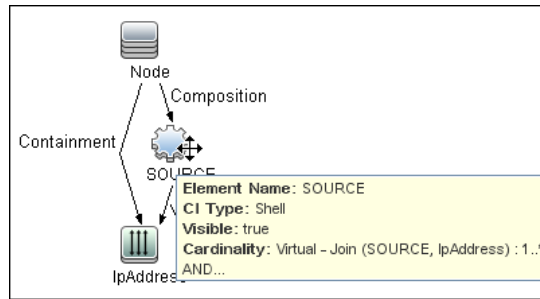 Node
Composition
Containment
SOURCE
Element Name: SOURCE
CI Type: Shell
Visible: true
Cardinality: Virtual - Join (SOURCE, IpAddress) : 1..*
AND...
IpAddress